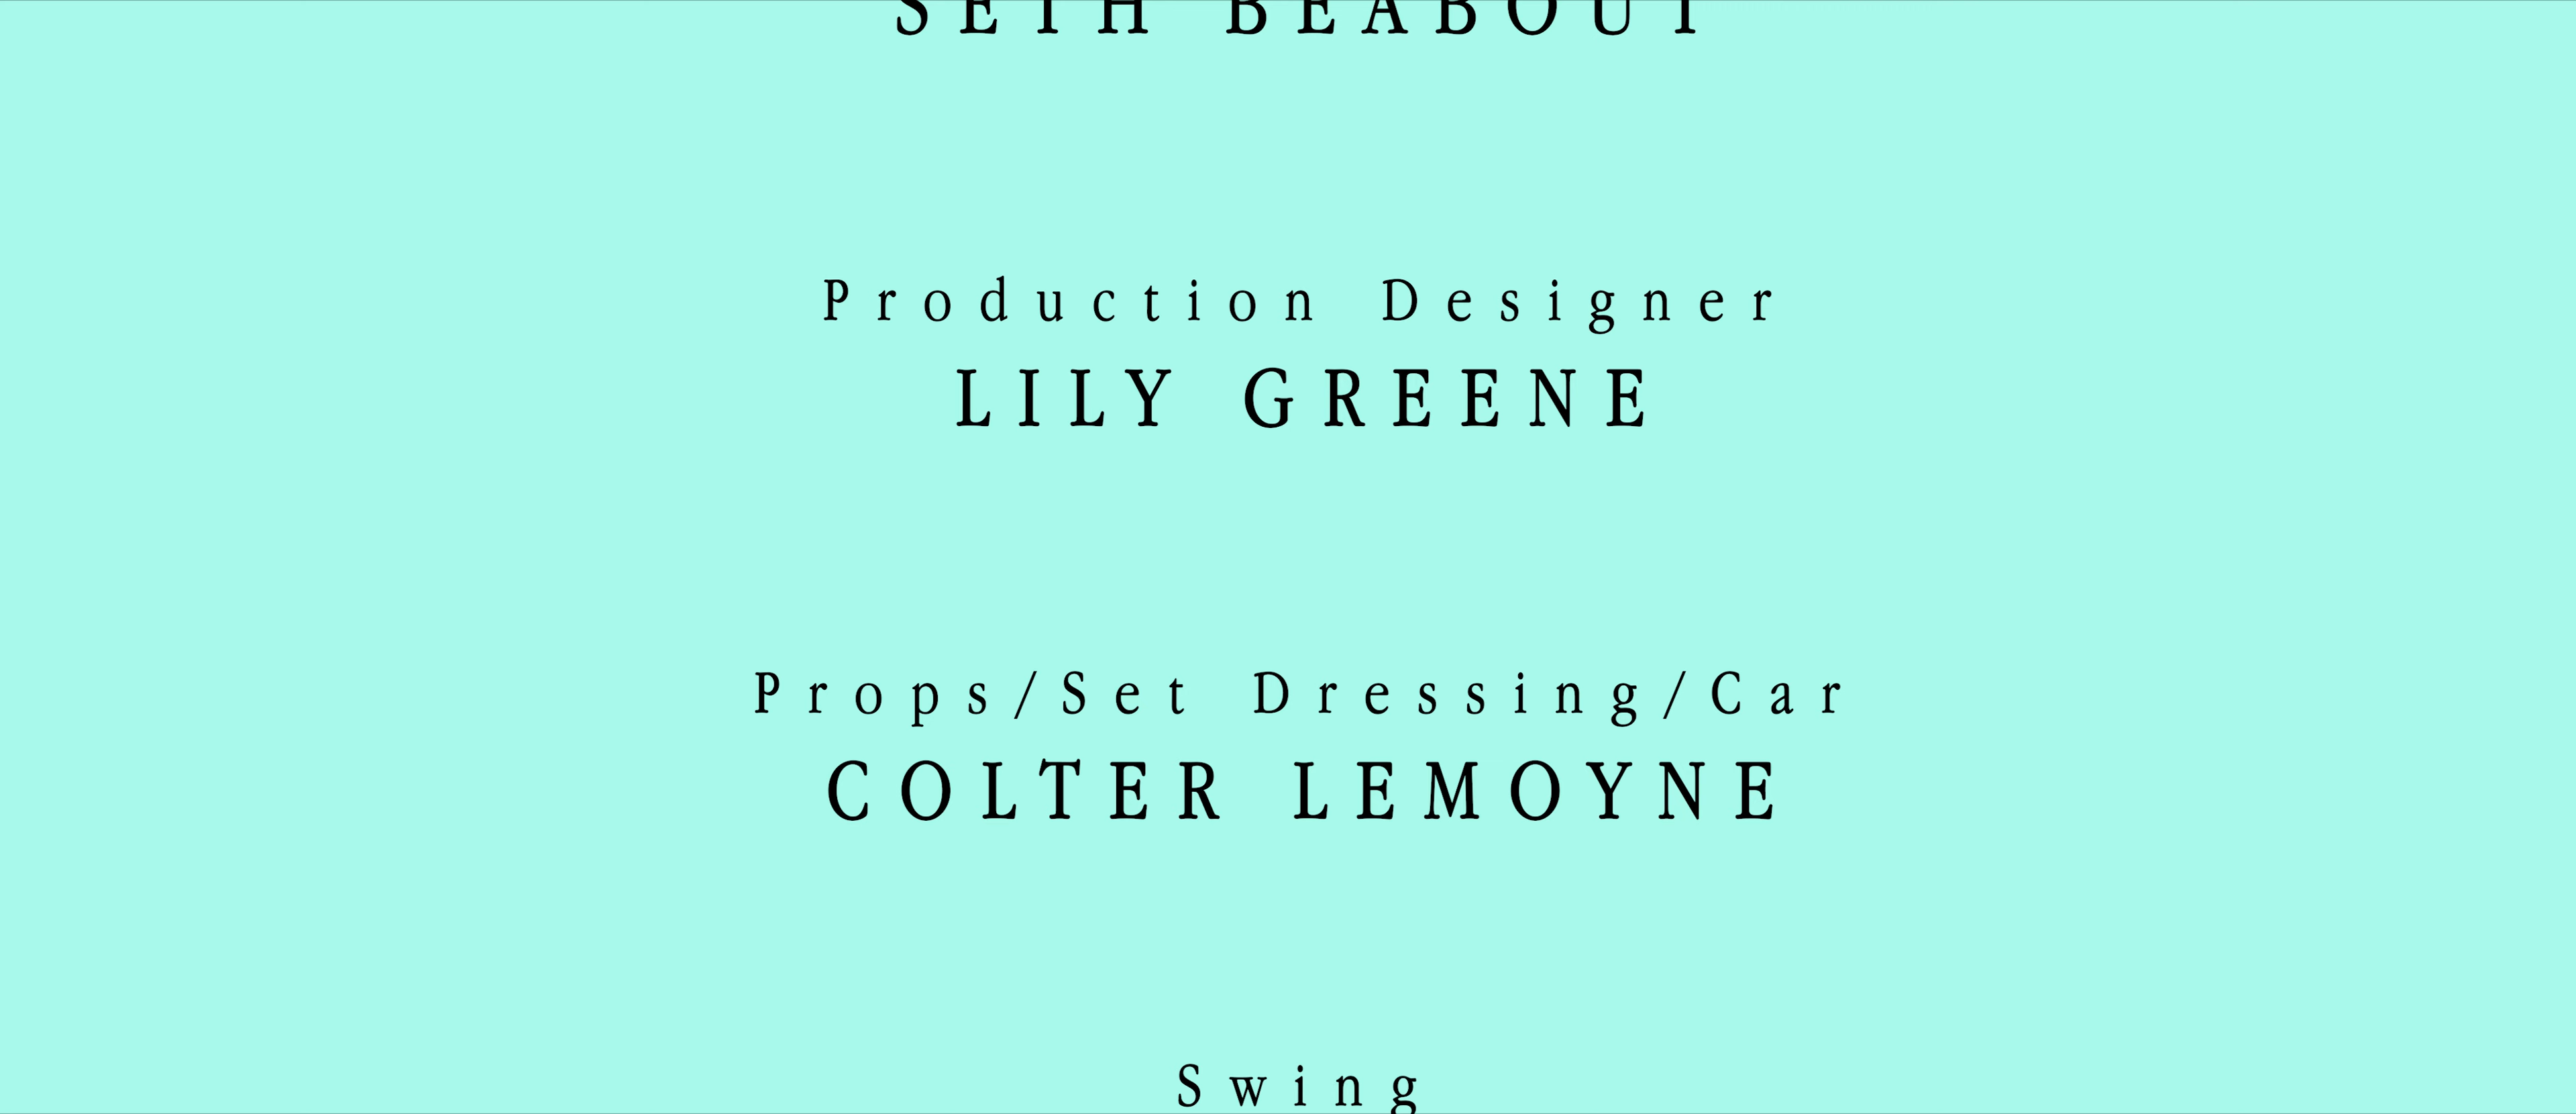 SETH BEABOUT
Production Designer
LILY GREENE
Props/Set Dressing/Car
COLTER LEMOYNE
Swing